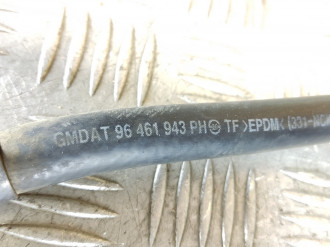 GMDAT 96 461 943 PH TF >EPDM<